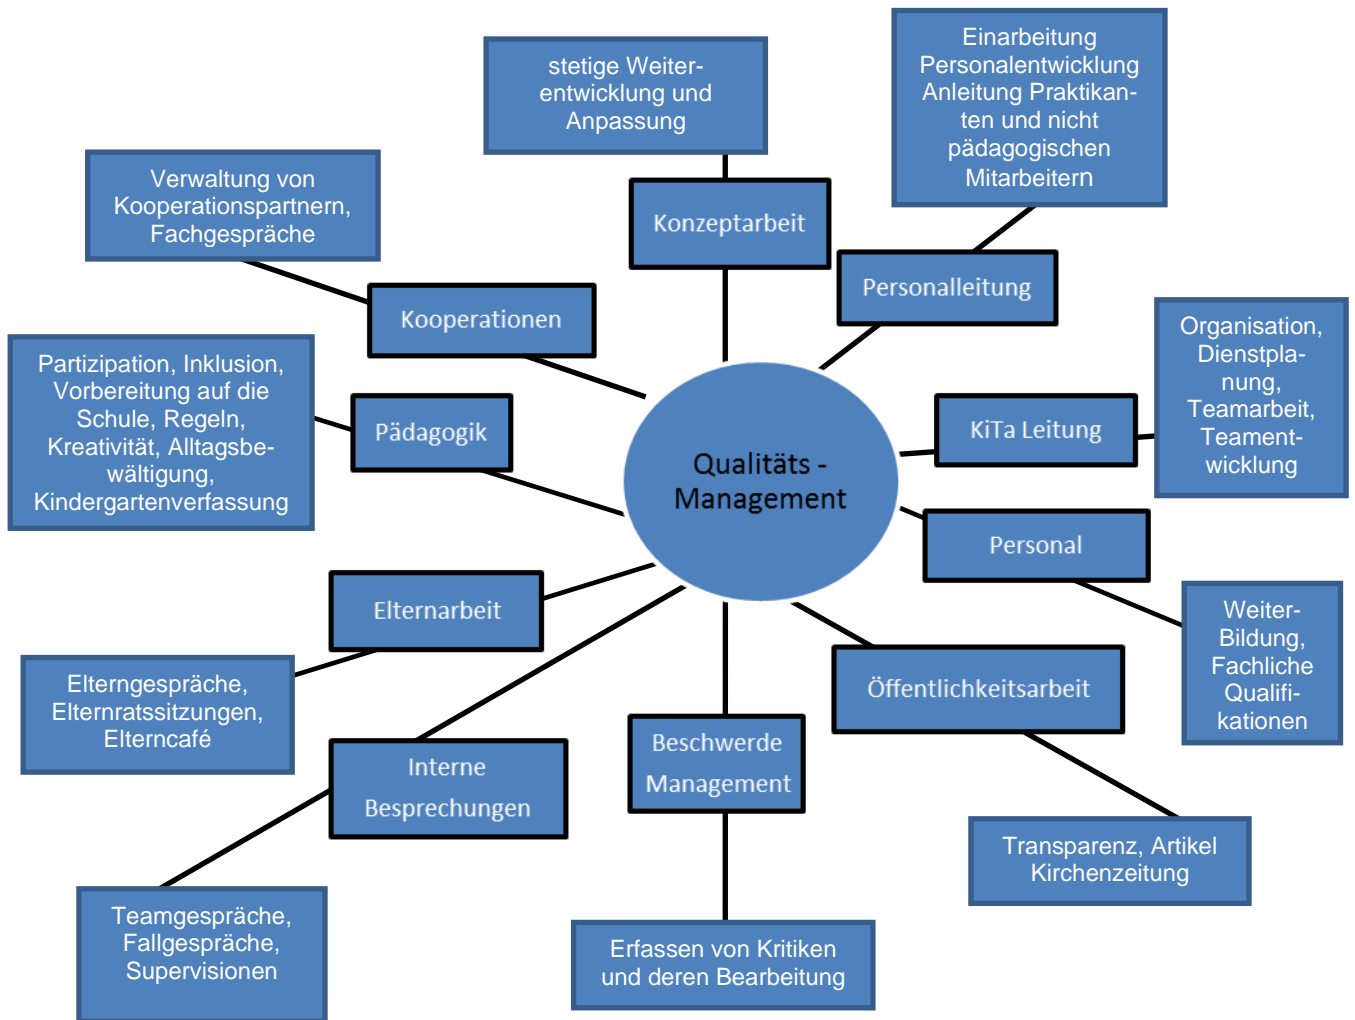 stetige Weiter-
entwicklung und
Anpassung
Einarbeitung
Personalentwicklung
Anleitung Praktikan-
ten und nicht
pädagogischen
Mitarbeitern
Verwaltung von
Kooperationspartnern,
Fachgespräche
Konzeptarbeit
Personalleitung
Kooperationen
Organisation,
Dienstpla-
nung,
Teamarbeit,
Teament-
wicklung
Partizipation, Inklusion,
Vorbereitung auf die
Schule, Regeln,
Kreativität, Alltagsbe-
wältigung,
Kindergartenverfassung
Pädagogik
KiTa Leitung
Qualitäts -
Management
Personal
Elternarbeit
Weiter-
Bildung,
Fachliche
Qualifi-
kationen
Elterngespräche,
Elternratssitzungen,
Elterncafé
Öffentlichkeitsarbeit
Interne
Besprechungen
Beschwerde
Management
Transparenz, Artikel
Kirchenzeitung
Teamgespräche,
Fallgespräche,
Supervisionen
Erfassen von Kritiken
und deren Bearbeitung